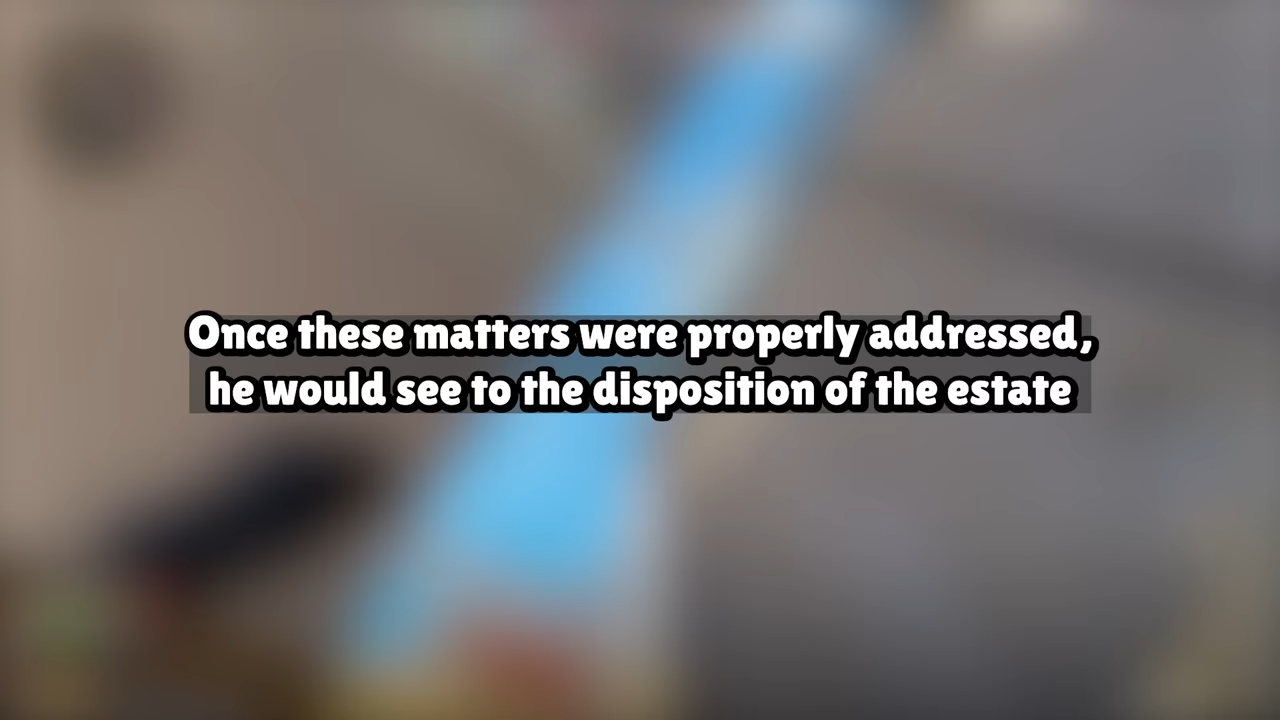 Once these matters were properly addressed,
he would see to the disposition of the estate